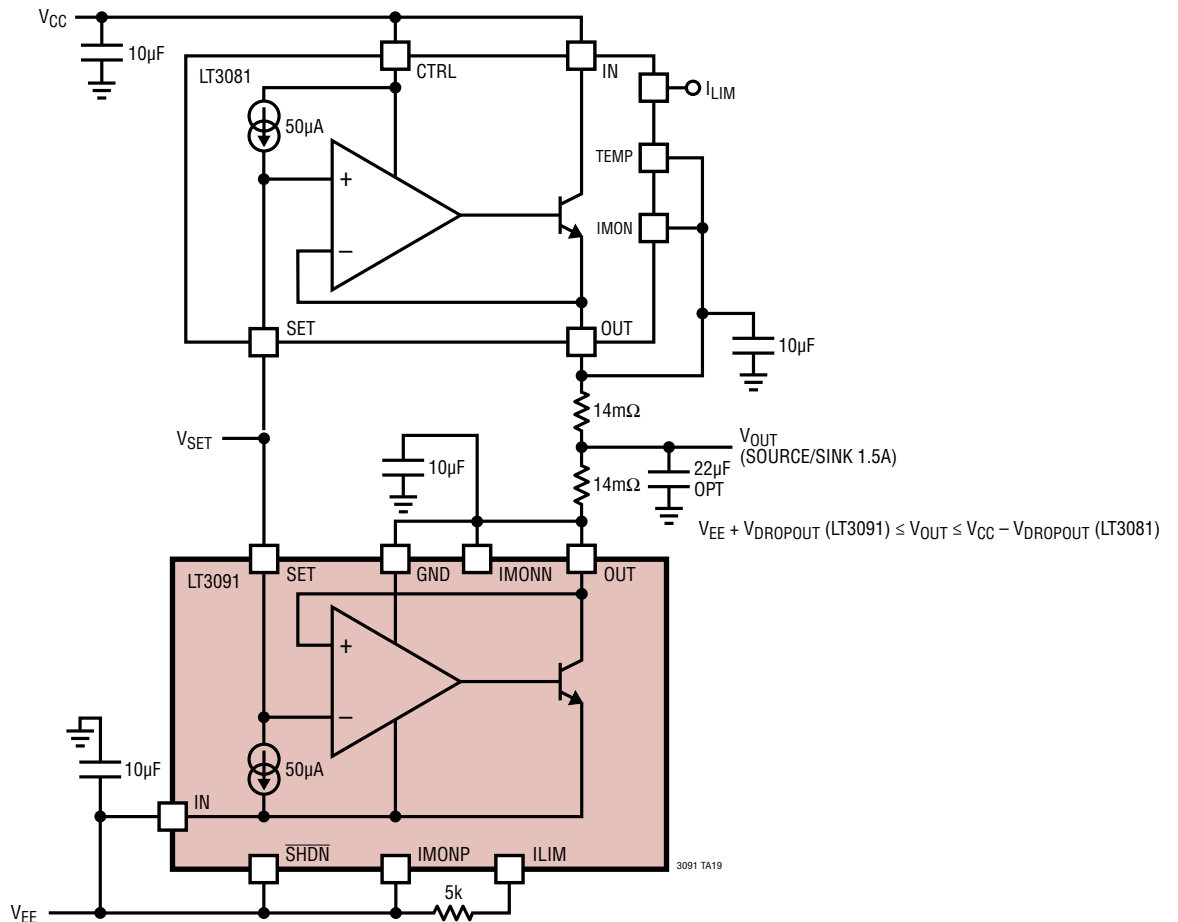 VCC
10µF
LT3081
CTRL
IN
ILIM
50µA
TEMP
+
IMON
–
SET
OUT
10µF
14mΩ
VSET
VOUT
(SOURCE/SINK 1.5A)
10µF
14mΩ
22µF
OPT
VEE + VDROPOUT (LT3091) ≤ VOUT ≤ VCC – VDROPOUT (LT3081)
LT3091
SET
GND
IMONN
OUT
+
–
50µA
10µF
IN
SHDN
IMONP
ILIM
3091 TA19
5k
VEE